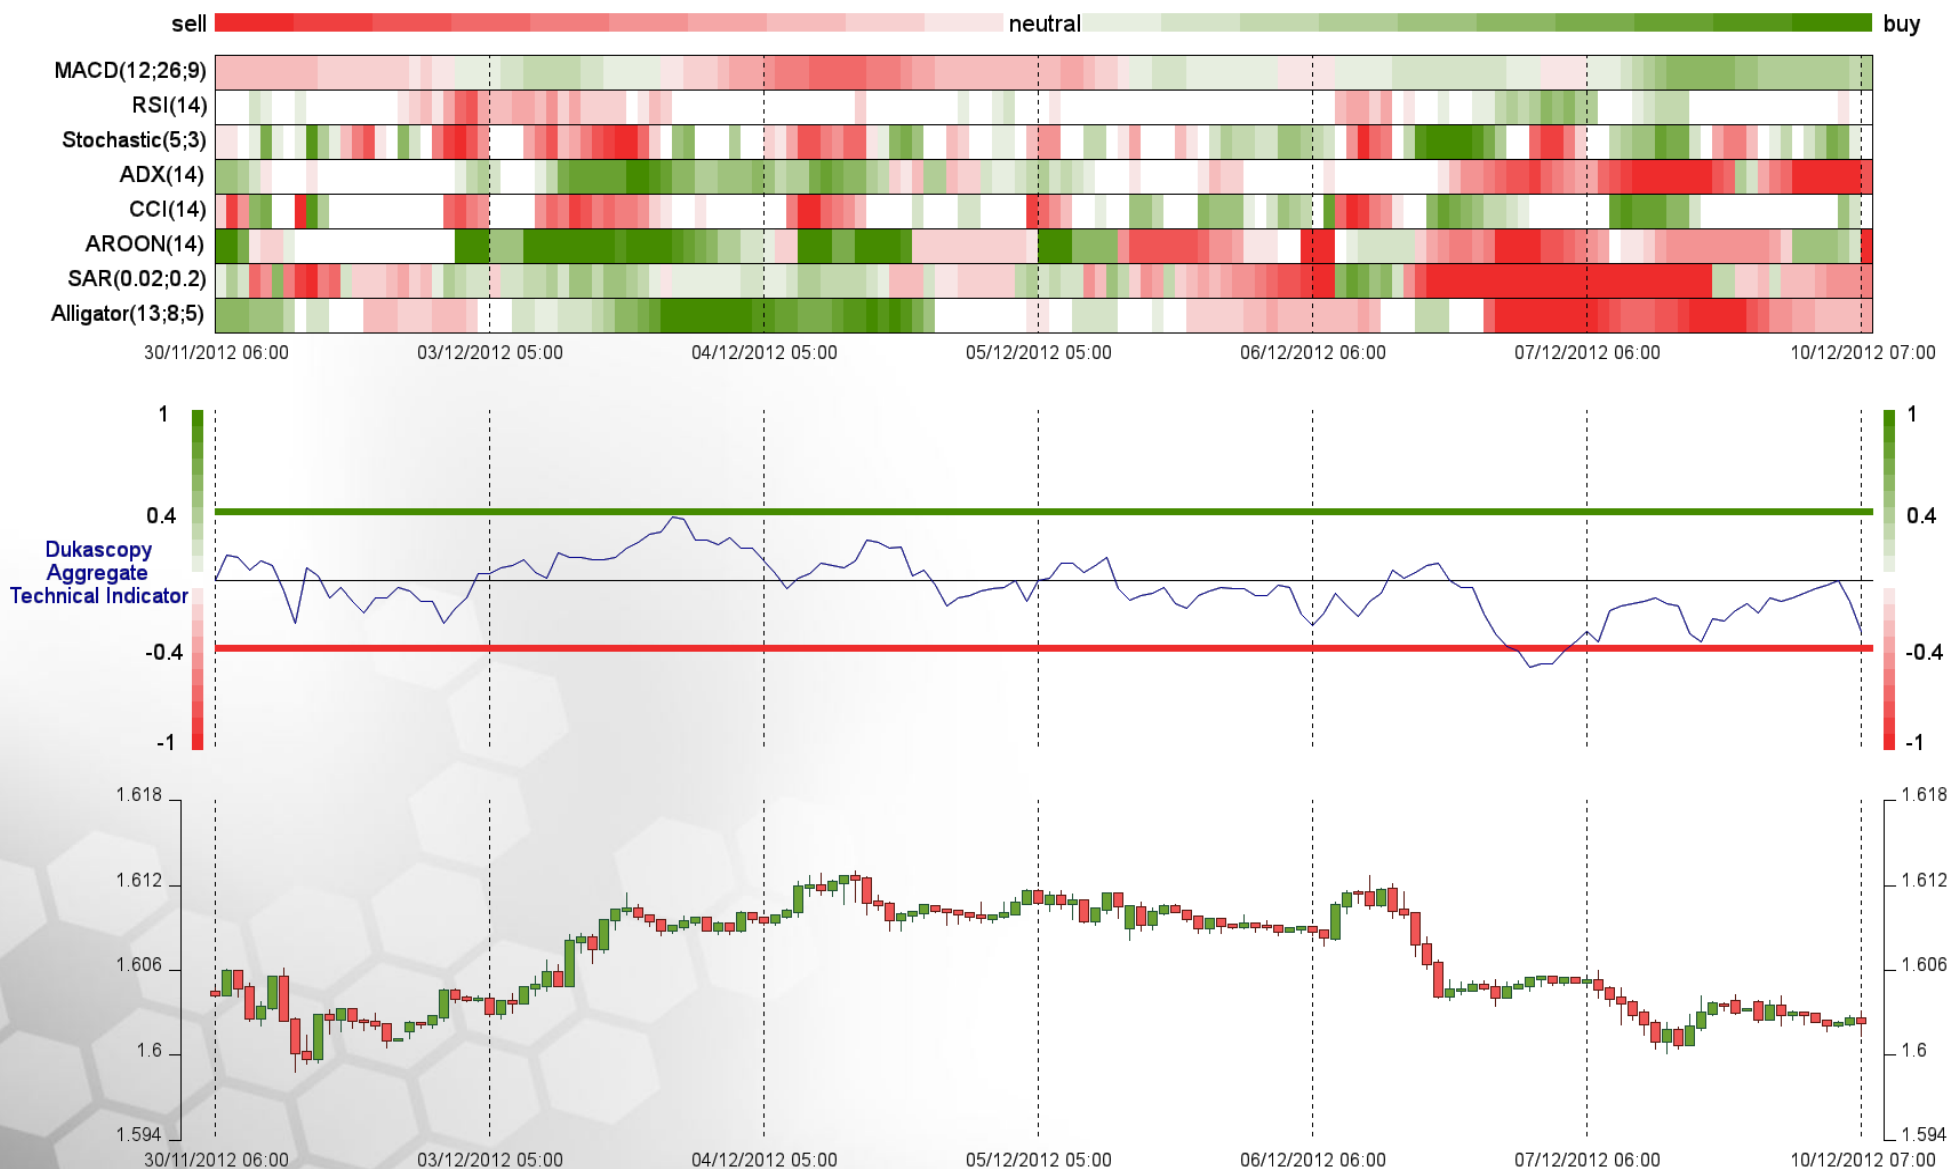 sell neutral buy
MACD(12;26;9)
RSI(14)
Stochastic(5;3)
ADX(14)
CCI(14)
AROON(14)
SAR(0.02;0.2)
Alligator(13;8;5)
30/11/2012 06:00 03/12/2012 05:00 04/12/2012 05:00 05/12/2012 05:00 06/12/2012 06:00 07/12/2012 06:00 10/12/2012 07:00
1 1
0.4 0.4
Dukascopy
Aggregate
Technical Indicator
-0.4 -0.4
-1 -1
1.618 1.618
1.612 1.612
1.606 1.606
1.6 1.6
1.594 1.594
30/11/2012 06:00 03/12/2012 05:00 04/12/2012 05:00 05/12/2012 05:00 06/12/2012 06:00 07/12/2012 06:00 10/12/2012 07:00